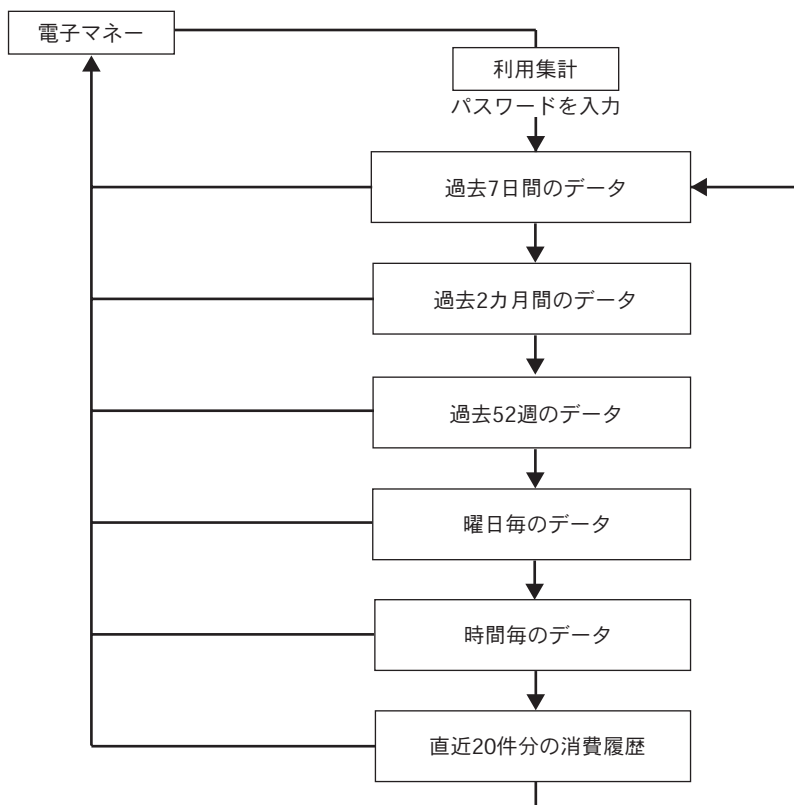 電子マネー
利用集計
パスワードを入力
過去7日間のデータ
過去2カ月間のデータ
過去52週のデータ
曜日毎のデータ
時間毎のデータ
直近20件分の消費履歴